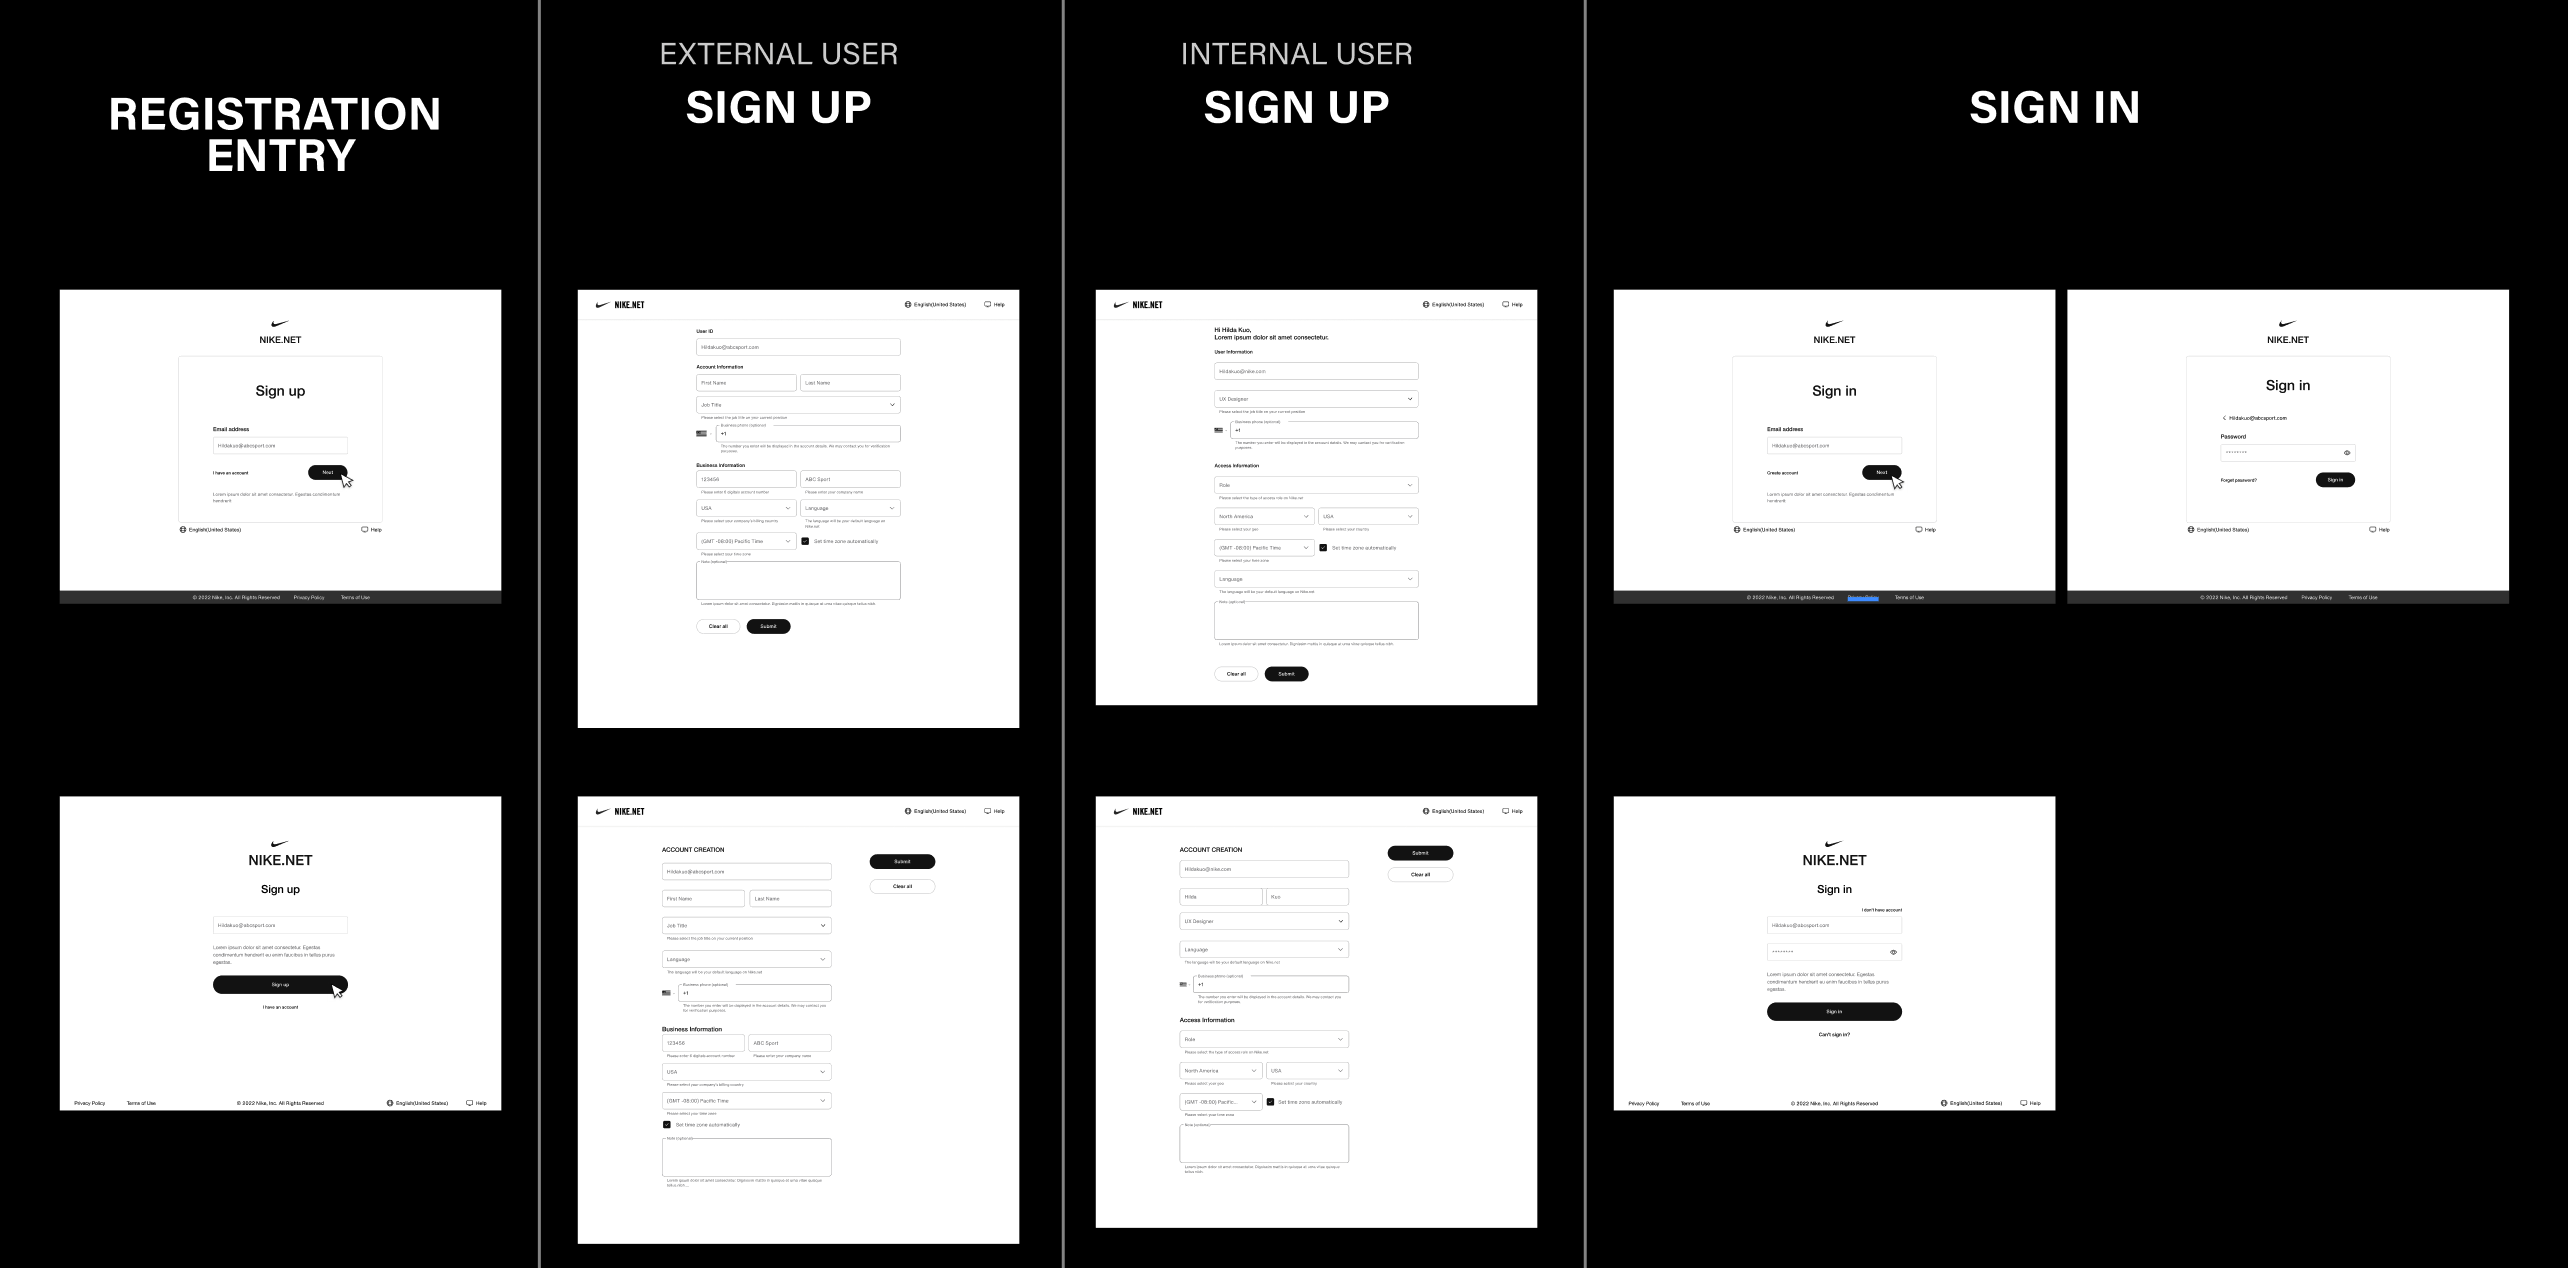 REGISTRATION
ENTRY
EXTERNAL USER
SIGN UP
INTERNAL USER
SIGN UP
SIGN IN
NIKE.NET
Sign up
Email address
Hildakuo@abcsport.com
I have an account
Next
Lorem ipsum dolor sit amet consectetur. Egestas condimentum
hendrerit
English(United States)
Help
© 2022 Nike, Inc. All Rights Reserved
Privacy Policy
Terms of Use
NIKE.NET
English(United States)
Help
User ID
Hildakuo@abcsport.com
Account Information
First Name
Last Name
Job Title
Please select the job title on your current position
Business phone (optional)
+1
The number you enter will be displayed in the account details. We may contact you for verification
purposes.
Business Information
123456
ABC Sport
Please enter 6 digitals account number
Please enter your company name
USA
Language
Please select your company's billing country
The language will be your default language on
Nike.net
(GMT -08:00) Pacific Time
Set time zone automatically
Please select your time zone
Note (optional)
Lorem ipsum dolor sit amet consectetur. Dignissim mattis in quisque at urna vitae quisque tellus nibh.
Clear all
Submit
NIKE.NET
English(United States)
Help
Hi Hilda Kuo,
Lorem ipsum dolor sit amet consectetur.
User Information
Hildakuo@nike.com
UX Designer
Please select the job title on your current position
Business phone (optional)
+1
The number you enter will be displayed in the account details. We may contact you for verification
purposes.
Access Information
Role
Please select the type of access role on Nike.net
North America
USA
Please select your geo
Please select your country
(GMT -08:00) Pacific Time
Set time zone automatically
Please select your time zone
Language
The language will be your default language on Nike.net
Note (optional)
Lorem ipsum dolor sit amet consectetur. Dignissim mattis in quisque at urna vitae quisque tellus nibh.
Clear all
Submit
NIKE.NET
Sign in
Email address
Hildakuo@abcsport.com
Create account
Next
Lorem ipsum dolor sit amet consectetur. Egestas condimentum
hendrerit
English(United States)
Help
© 2022 Nike, Inc. All Rights Reserved
Privacy Policy
Terms of Use
NIKE.NET
Sign in
Hildakuo@abcsport.com
Password
********
Forget password?
Sign in
English(United States)
Help
© 2022 Nike, Inc. All Rights Reserved
Privacy Policy
Terms of Use
NIKE.NET
Sign up
Hildakuo@abcsport.com
Lorem ipsum dolor sit amet consectetur. Egestas
condimentum hendrerit eu enim faucibus in tellus purus
egestas.
Sign up
I have an account
Privacy Policy
Terms of Use
© 2022 Nike, Inc. All Rights Reserved
English(United States)
Help
NIKE.NET
English(United States)
Help
ACCOUNT CREATION
Submit
Hildakuo@abcsport.com
Clear all
First Name
Last Name
Job Title
Please select the job title on your current position
Language
The language will be your default language on Nike.net
Business phone (optional)
+1
The number you enter will be displayed in the account details. We may contact you
for verification purposes.
Business Information
123456
ABC Sport
Please enter 6 digitals account number
Please enter your company name
USA
Please select your company's billing country
(GMT -08:00) Pacific Time
Please select your time zone
Set time zone automatically
Note (optional)
Lorem ipsum dolor sit amet consectetur. Dignissim mattis in quisque at urna vitae quisque
tellus nibh....
NIKE.NET
English(United States)
Help
ACCOUNT CREATION
Submit
Hildakuo@nike.com
Clear all
Hilda
Kuo
UX Designer
Language
The language will be your default language on Nike.net
Business phone (optional)
+1
The number you enter will be displayed in the account details. We may contact you
for verification purposes.
Access Information
Role
Please select the type of access role on Nike.net
North America
USA
Please select your geo
Please select your country
(GMT -08:00) Pacific...
Set time zone automatically
Please select your time zone
Note (optional)
Lorem ipsum dolor sit amet consectetur. Dignissim mattis in quisque at urna vitae quisque
tellus nibh.
NIKE.NET
Sign in
I don't have account
Hildakuo@abcsport.com
********
Lorem ipsum dolor sit amet consectetur. Egestas
condimentum hendrerit eu enim faucibus in tellus purus
egestas.
Sign in
Can't sign in?
Privacy Policy
Terms of Use
© 2022 Nike, Inc. All Rights Reserved
English(United States)
Help